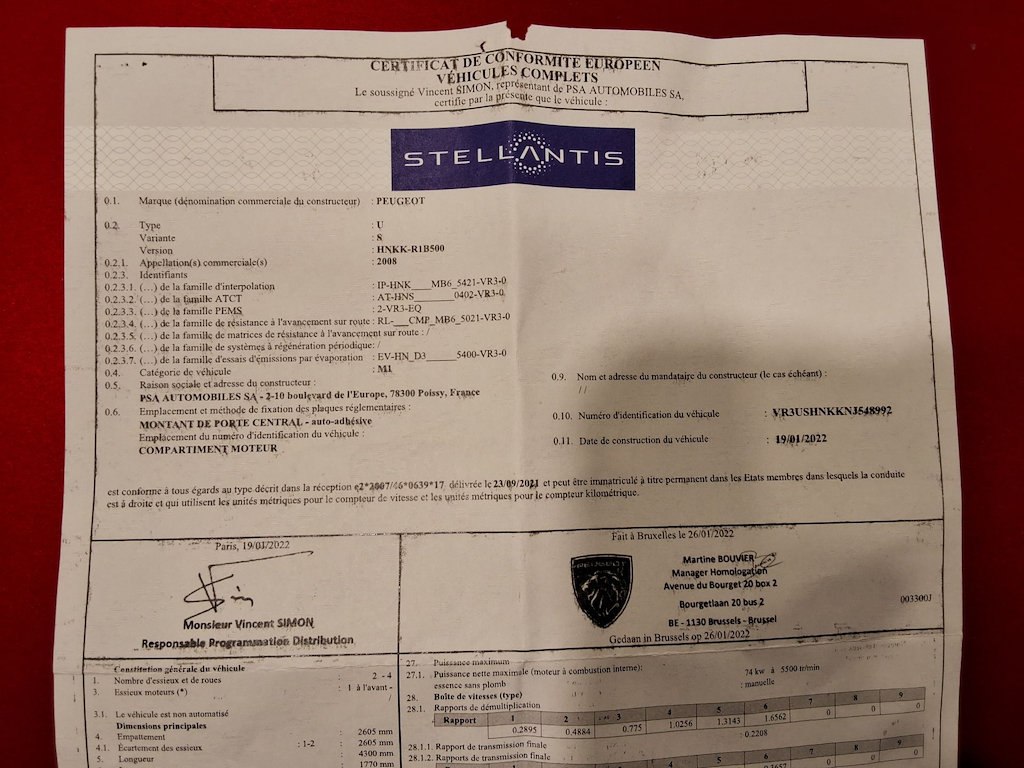 CERTIFICAT DE CONFORMITE EUROPEEN
VÉHICULES COMPLETS
Le soussigné Vincent SIMON, représentant de PSA AUTOMOBILES SA,
certifie par la présente que le véhicule :
STELLANTIS
0.1. Marque (dénomination commerciale du constructeur) : PEUGEOT
0.2. Type : U
Variante : S
Version : HNKK-R1B500
0.2.1. Appellation(s) commerciale(s) : 2008
0.2.3. Identifiants
0.2.3.1. (...) de la famille d'interpolation : IP-HNK____MB6_5421-VR3-0
0.2.3.2. (...) de la famille ATCT : AT-HNS_______0402-VR3-0
0.2.3.3. (...) de la famille PEMS : 2-VR3-EQ
0.2.3.4. (...) de la famille de résistance à l'avancement sur route : RL-___CMP_MB6_5021-VR3-0
0.2.3.5. (...) de la famille de matrices de résistance à l'avancement sur route : /
0.2.3.6. (...) de la famille de systèmes à régénération périodique: /
0.2.3.7. (...) de la famille d'essais d'émissions par évaporation : EV-HN_D3_____5400-VR3-0
0.4. Catégorie de véhicule : M1
0.5. Raison sociale et adresse du constructeur :
PSA AUTOMOBILES SA - 2-10 boulevard de l'Europe, 78300 Poissy, France
0.6. Emplacement et méthode de fixation des plaques réglementaires :
MONTANT DE PORTE CENTRAL - auto-adhésive
Emplacement du numéro d'identification du véhicule :
COMPARTIMENT MOTEUR
0.9. Nom et adresse du mandataire du constructeur (le cas échéant) :
/ /
0.10. Numéro d'identification du véhicule : VR3USHNKKNJ548992
0.11. Date de construction du véhicule : 19/01/2022
est conforme à tous égards au type décrit dans la réception e2*2007/46*0639*17 délivrée le 23/09/2021 et peut être immatriculé à titre permanent dans les Etats membres dans lesquels la conduite
est à droite et qui utilisent les unités métriques pour le compteur de vitesse et les unités métriques pour le compteur kilométrique.
Paris, 19/01/2022
Monsieur Vincent SIMON
Responsable Programmation Distribution
Fait à Bruxelles le 26/01/2022
PEUGEOT
Martine BOUVIER
Manager Homologation
Avenue du Bourget 20 box 2
Bourgetlaan 20 bus 2
BE - 1130 Brussels - Brussel
Gedaan in Brussels op 26/01/2022
003300J
Constitution générale du véhicule
1. Nombre d'essieux et de roues : 2 - 4
3. Essieux moteurs (*) : 1 à l'avant -
/
3.1. Le véhicule est non automatisé
Dimensions principales
4. Empattement : 2605 mm
4.1. Écartement des essieux : 1-2 : 2605 mm
5. Longueur : 4300 mm
Largeur : 1770 mm
27. Puissance maximum
27.1. Puissance nette maximale (moteur à combustion interne): 74 kw à 5500 tr/min
essence sans plomb
28. Boîte de vitesses (type) : manuelle
28.1. Rapports de démultiplication
Rapport 1 2 3 4 5 6 7 8 9
0.2895 0.4884 0.775 1.0256 1.3143 1.6562 0 0 0
28.1.1. Rapport de transmission finale : 0.2208
28.1.2. Rapports de transmission finale
Rapport 1 2 3 4 5 6 7 8 9
0 0 0